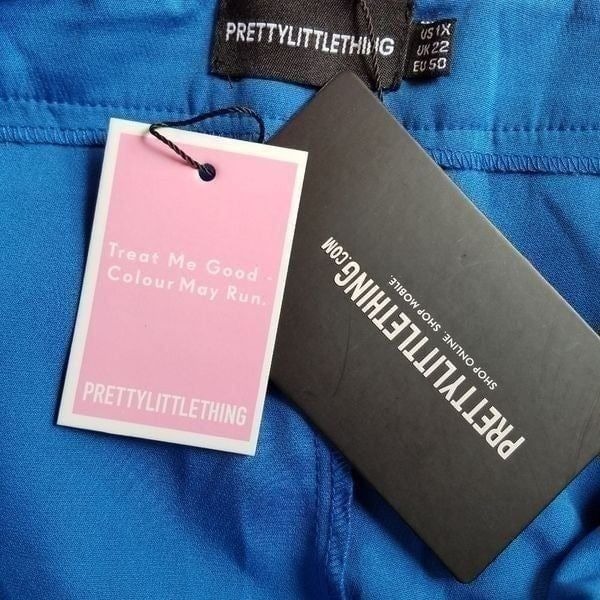 PRETTYLITTLETHING
US 1X
UK 22
EU 50
Treat Me Good -
Colour May Run.
PRETTYLITTLETHING
PRETTYLITTLETHING.COM
SHOP ONLINE. SHOP MOBILE.